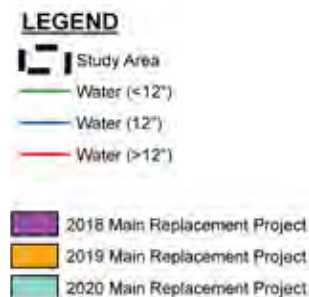 LEGEND
Study Area
Water (<12")
Water (12")
Water (>12")
2018 Main Replacement Project
2019 Main Replacement Project
2020 Main Replacement Project